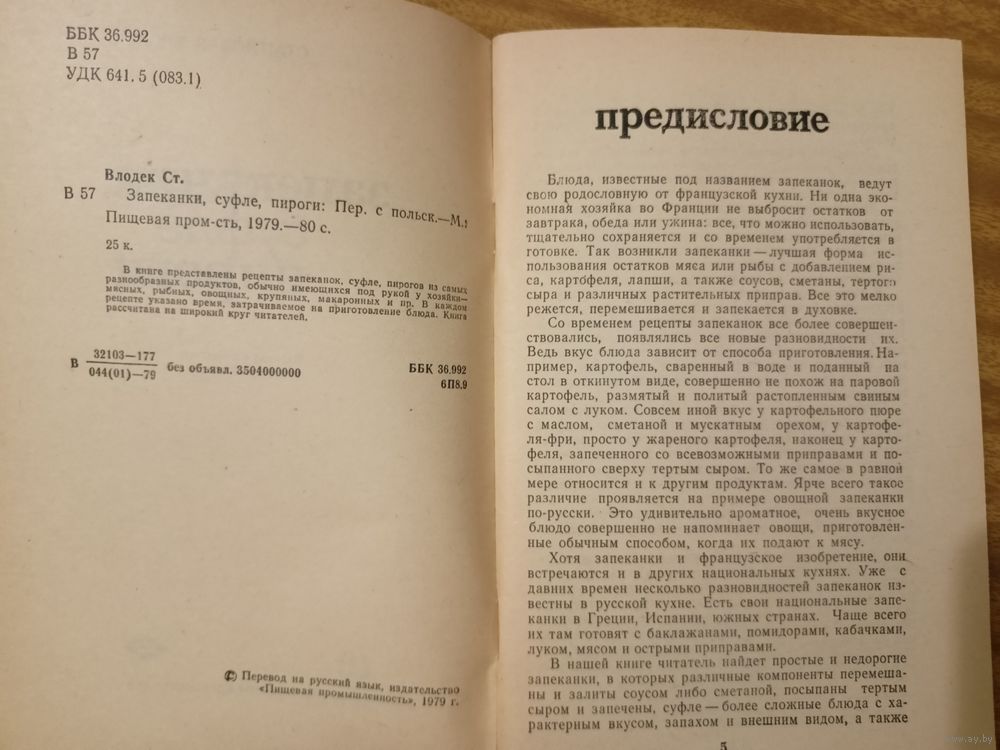 ББК 36.992
В 57
УДК 641.5 (083.1)
Влодек Ст.
В 57 Запеканки, суфле, пироги: Пер. с польск.—М.:
Пищевая пром-сть, 1979.—80 с.
25 к.
В книге представлены рецепты запеканок, суфле, пирогов из самых
разнообразных продуктов, обычно имеющихся под рукой у хозяйки—
мясных, рыбных, овощных, крупяных, макаронных и пр. В каждом
рецепте указано время, затрачиваемое на приготовление блюда. Книга
рассчитана на широкий круг читателей.
В 32103—177
044(01)—79 без объявл. 3504000000
ББК 36.992
6П8.9
© Перевод на русский язык, издательство
«Пищевая промышленность», 1979 г.
предисловие
Блюда, известные под названием запеканок, ведут
свою родословную от французской кухни. Ни одна эко-
номная хозяйка во Франции не выбросит остатков от
завтрака, обеда или ужина: все, что можно использовать,
тщательно сохраняется и со временем употребляется в
готовке. Так возникли запеканки — лучшая форма ис-
пользования остатков мяса или рыбы с добавлением ри-
са, картофеля, лапши, а также соусов, сметаны, тертого
сыра и различных растительных приправ. Все это мелко
режется, перемешивается и запекается в духовке.
Со временем рецепты запеканок все более совершен-
ствовались, появлялись все новые разновидности их.
Ведь вкус блюда зависит от способа приготовления. На-
пример, картофель, сваренный в воде и поданный на
стол в откинутом виде, совершенно не похож на паровой
картофель, размятый и политый растопленным свиным
салом с луком. Совсем иной вкус у картофельного пюре
с маслом, сметаной и мускатным орехом, у картофе-
ля-фри, просто у жареного картофеля, наконец у карто-
феля, запеченного со всевозможными приправами и по-
сыпанного сверху тертым сыром. То же самое в равной
мере относится и к другим продуктам. Ярче всего такое
различие проявляется на примере овощной запеканки
по-русски. Это удивительно ароматное, очень вкусное
блюдо совершенно не напоминает овощи, приготовлен-
ные обычным способом, когда их подают к мясу.
Хотя запеканки и французское изобретение, они
встречаются и в других национальных кухнях. Уже с
давних времен несколько разновидностей запеканок из-
вестны в русской кухне. Есть свои национальные запе-
канки в Греции, Испании, южных странах. Чаще всего
их там готовят с баклажанами, помидорами, кабачками,
луком, мясом и острыми приправами.
В нашей книге читатель найдет простые и недорогие
запеканки, в которых различные компоненты перемеша-
ны и залиты соусом либо сметаной, посыпаны тертым
сыром и запечены, суфле — более сложные блюда с ха-
рактерным вкусом, запахом и внешним видом, а также
5
www.ay.by